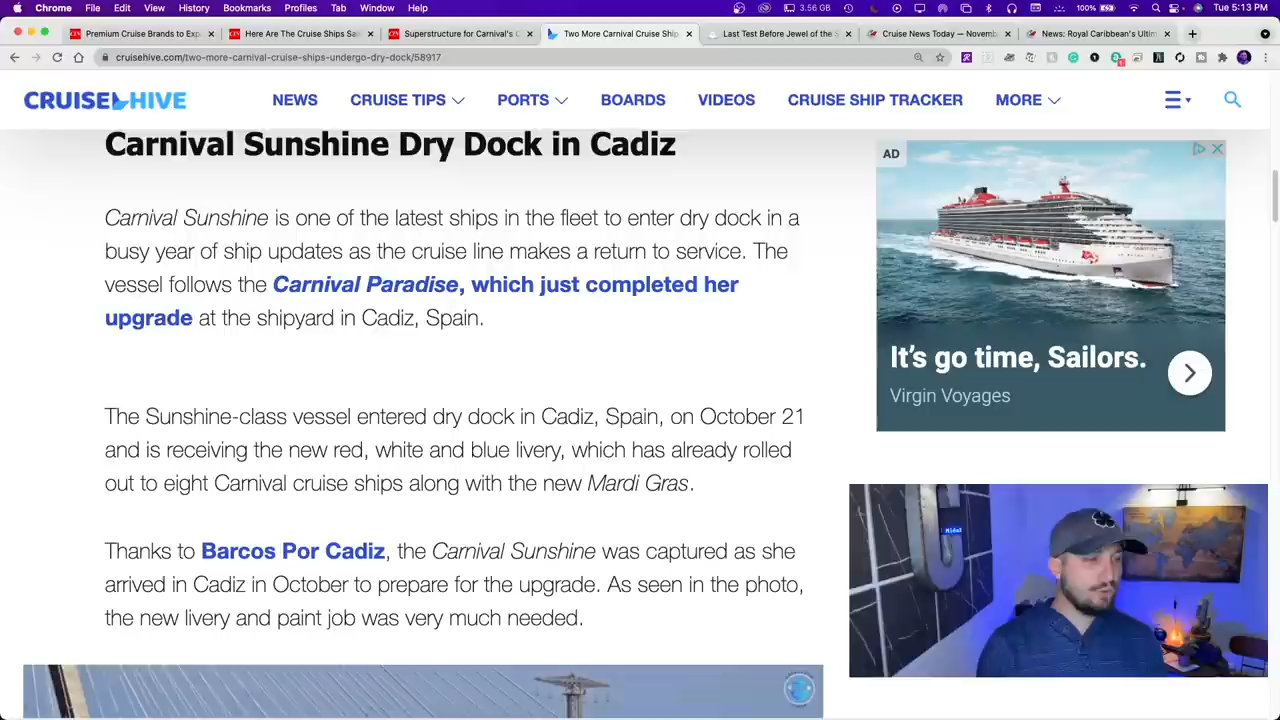 Chrome File Edit View History Bookmarks Profiles Tab Window Help 3.56 GB 100% Tue 5:13 PM
Premium Cruise Brands to Exp
Here Are The Cruise Ships Sai
Superstructure for Carnival's C
Two More Carnival Cruise Ship
Last Test Before Jewel of the S
Cruise News Today — Novemb
News: Royal Caribbean's Ultim
cruisehive.com/two-more-carnival-cruise-ships-undergo-dry-dock/58917
CRUISE HIVE
NEWS CRUISE TIPS PORTS BOARDS VIDEOS CRUISE SHIP TRACKER MORE
Carnival Sunshine Dry Dock in Cadiz
Carnival Sunshine is one of the latest ships in the fleet to enter dry dock in a
busy year of ship updates as the cruise line makes a return to service. The
vessel follows the Carnival Paradise, which just completed her
upgrade at the shipyard in Cadiz, Spain.
The Sunshine-class vessel entered dry dock in Cadiz, Spain, on October 21
and is receiving the new red, white and blue livery, which has already rolled
out to eight Carnival cruise ships along with the new Mardi Gras.
Thanks to Barcos Por Cadiz, the Carnival Sunshine was captured as she
arrived in Cadiz in October to prepare for the upgrade. As seen in the photo,
the new livery and paint job was very much needed.
AD
It's go time, Sailors.
Virgin Voyages